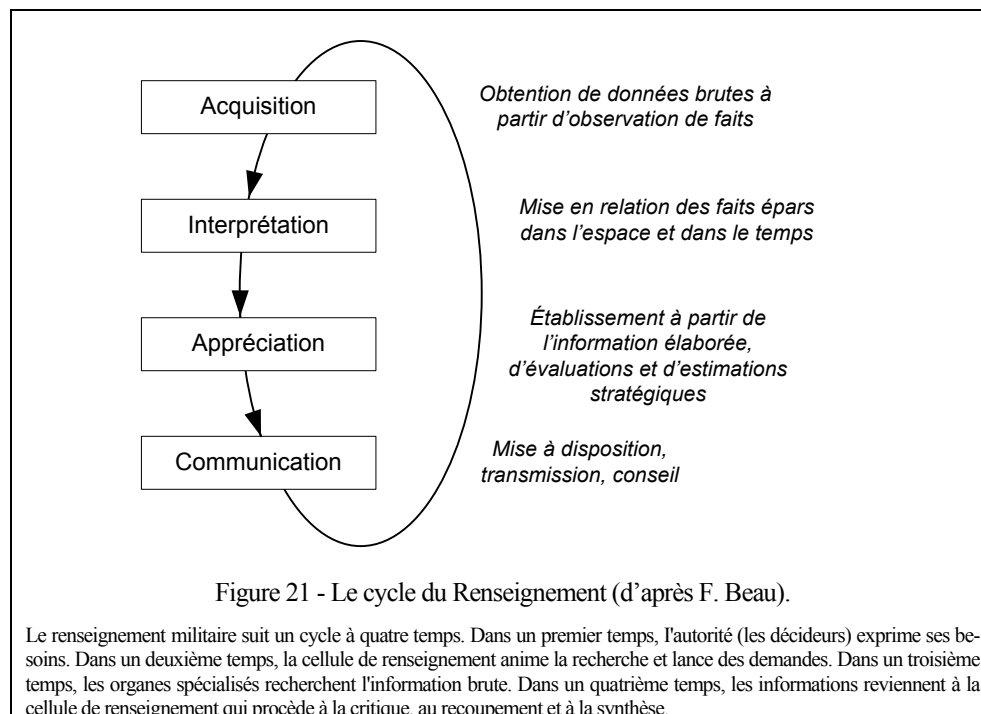 Acquisition
Obtention de données brutes à
partir d’observation de faits
Interprétation
Mise en relation des faits épars
dans l’espace et dans le temps
Appréciation
Établissement à partir de
l’information élaborée,
d’évaluations et d’estimations
stratégiques
Communication
Mise à disposition,
transmission, conseil
Figure 21 - Le cycle du Renseignement (d’après F. Beau).
Le renseignement militaire suit un cycle à quatre temps. Dans un premier temps, l'autorité (les décideurs) exprime ses be-
soins. Dans un deuxième temps, la cellule de renseignement anime la recherche et lance des demandes. Dans un troisième
temps, les organes spécialisés recherchent l'information brute. Dans un quatrième temps, les informations reviennent à la
cellule de renseignement qui procède à la critique, au recoupement et à la synthèse.